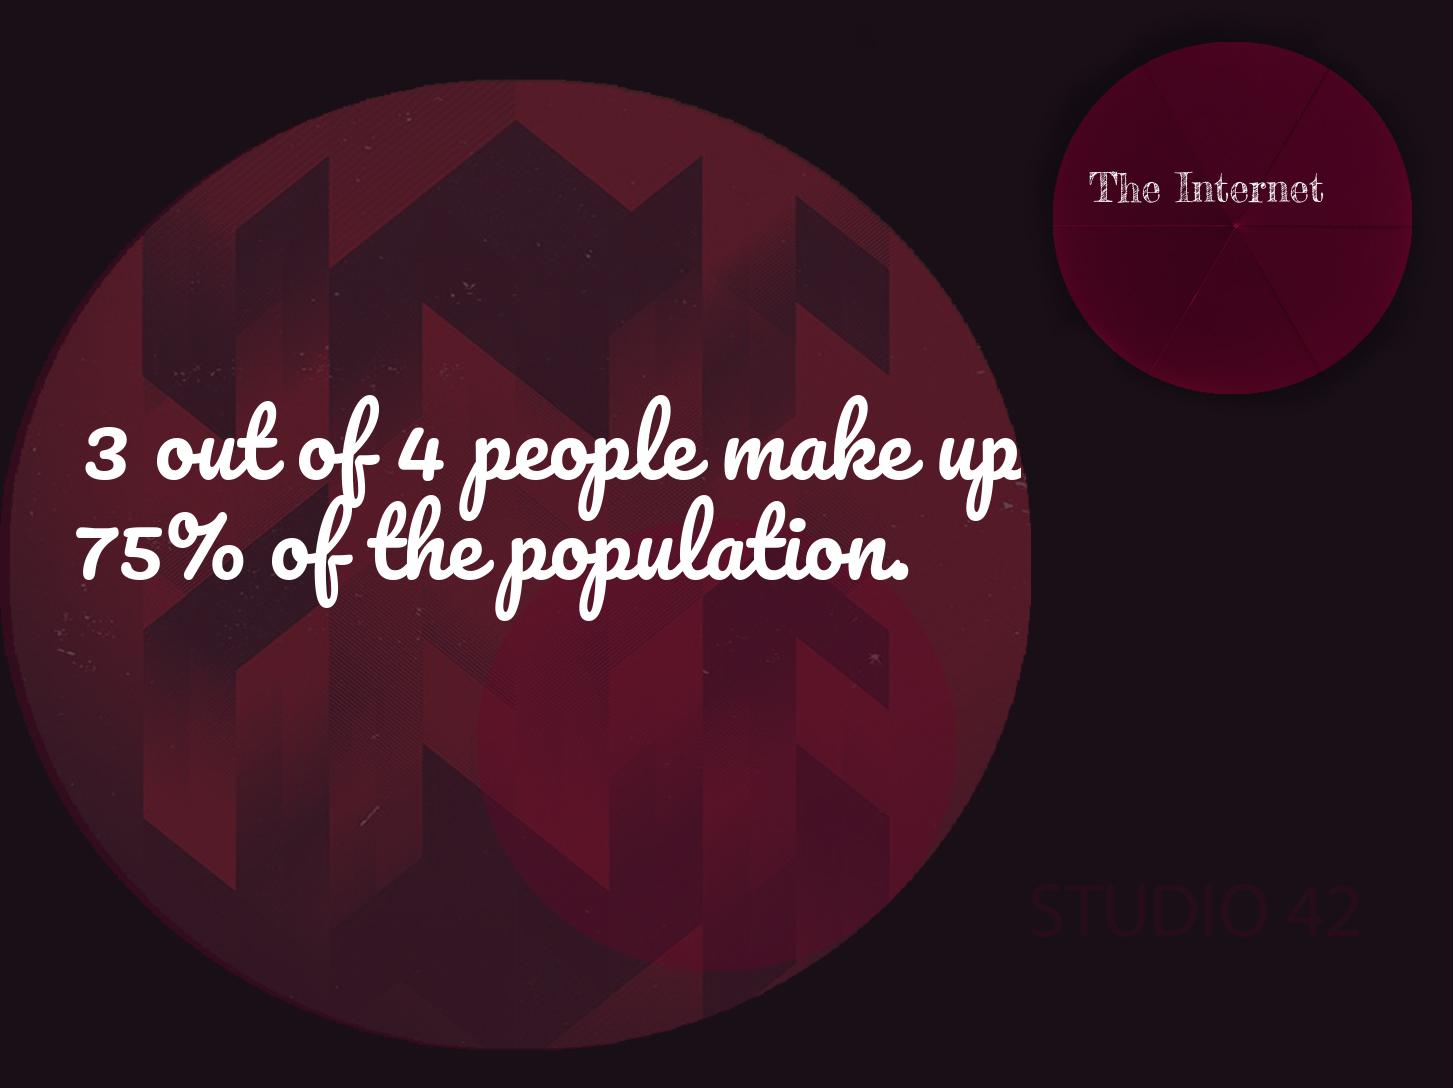 The Internet
3 out of 4 people make up
75% of the population.
STUDIO 42